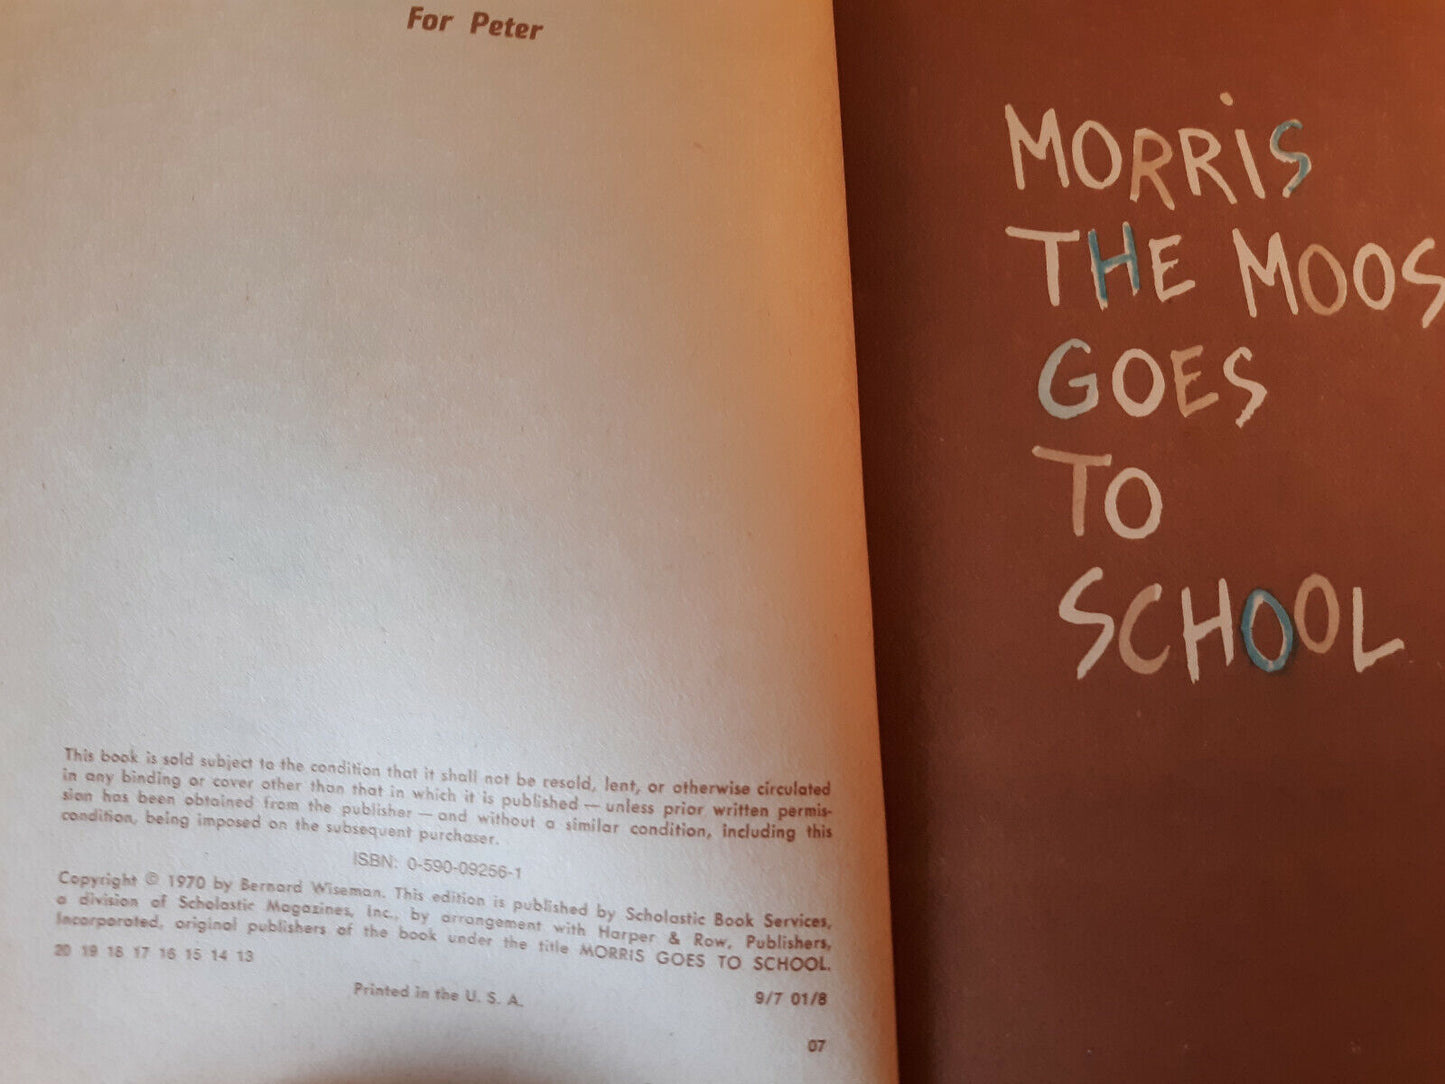 For Peter
This book is sold subject to the condition that it shall not be resold, lent, or otherwise circulated
in any binding or cover other than that in which it is published — unless prior written permis-
sion has been obtained from the publisher — and without a similar condition, including this
condition, being imposed on the subsequent purchaser.
ISBN: 0-590-09256-1
Copyright © 1970 by Bernard Wiseman. This edition is published by Scholastic Book Services,
a division of Scholastic Magazines, Inc., by arrangement with Harper & Row, Publishers,
Incorporated, original publishers of the book under the title MORRIS GOES TO SCHOOL.
20 19 18 17 16 15 14 13
9/7 01/8
Printed in the U. S. A.
07
MORRIS
THE MOOS
GOES
TO
SCHOOL